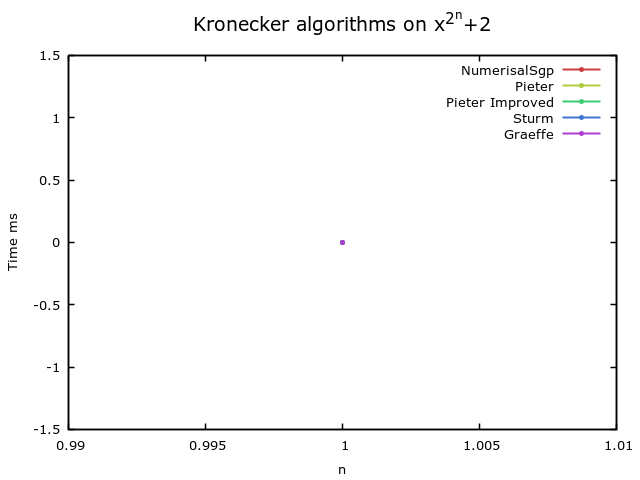 Kronecker algorithms on x^2^n+2
1.5
1
0.5
0
-0.5
-1
-1.5
Time ms
NumerisalSgp
Pieter
Pieter Improved
Sturm
Graeffe
0.99
0.995
1
1.005
1.01
n